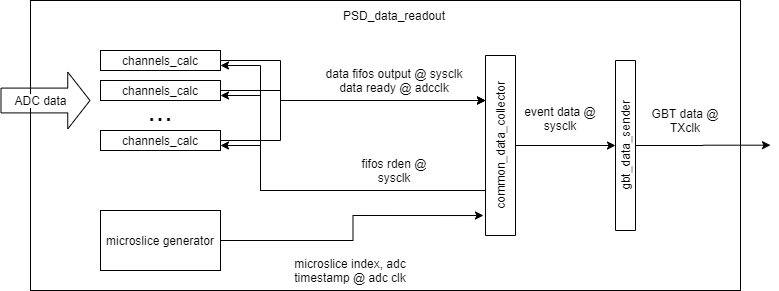 PSD_data_readout
channels_calc
channels_calc
...
channels_calc
ADC data
data fifos output @ sysclk
data ready @ adcclk
fifos rden @
sysclk
common_data_collector
event data @
sysclk
gbt_data_sender
GBT data @
TXclk
microslice generator
microslice index, adc
timestamp @ adc clk